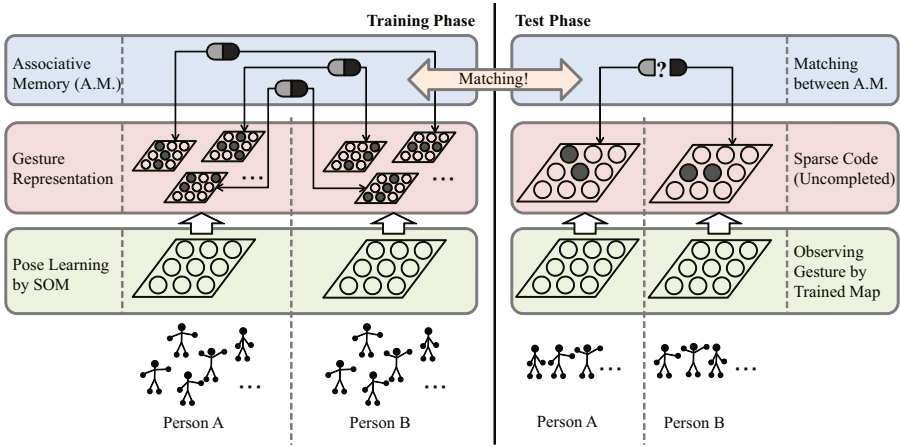 Training Phase
Test Phase
Associative
Memory (A.M.)
Matching!
?
Matching
between A.M.
Gesture
Representation
...
...
Sparse Code
(Uncompleted)
Pose Learning
by SOM
Observing
Gesture by
Trained Map
...
...
...
...
Person A
Person B
Person A
Person B